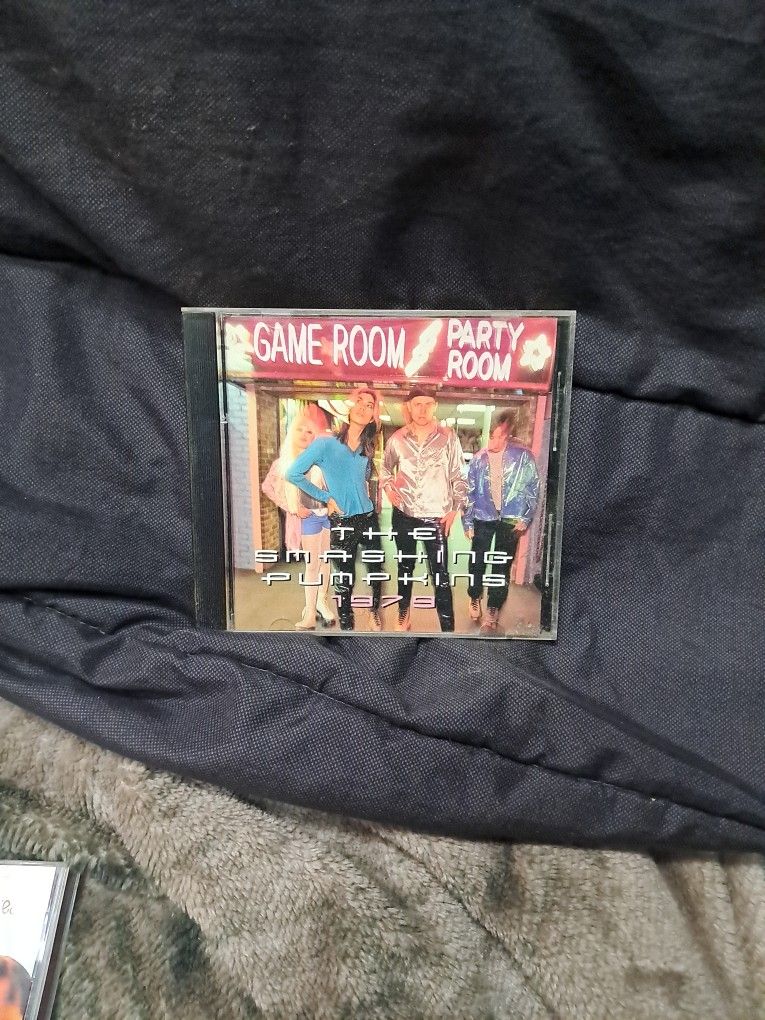 GAME ROOM
PARTY
ROOM
THE
SMASHING
PUMPKINS
1979